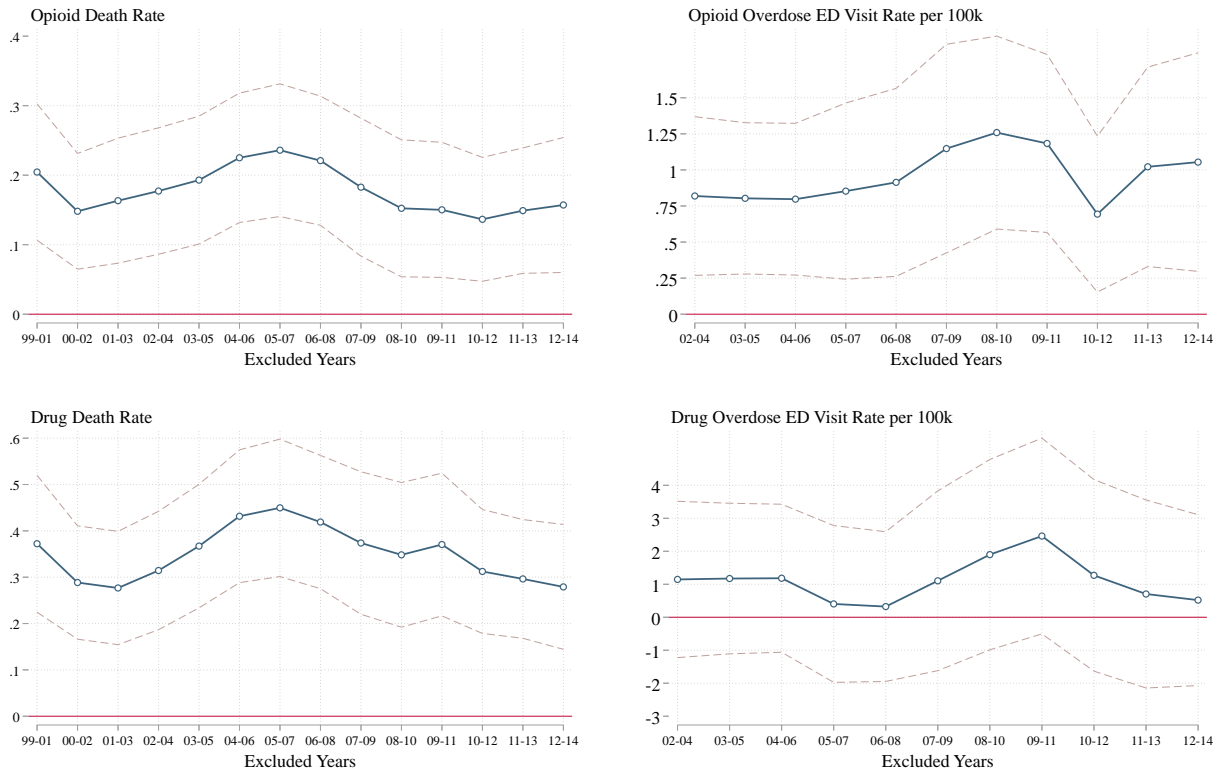 Opioid Death Rate
.4
.3
.2
.1
0
99-01 00-02 01-03 02-04 03-05 04-06 05-07 06-08 07-09 08-10 09-11 10-12 11-13 12-14
Excluded Years
Opioid Overdose ED Visit Rate per 100k
1.5
1.25
1
.75
.5
.25
0
02-04 03-05 04-06 05-07 06-08 07-09 08-10 09-11 10-12 11-13 12-14
Excluded Years
Drug Death Rate
.6
.5
.4
.3
.2
.1
0
99-01 00-02 01-03 02-04 03-05 04-06 05-07 06-08 07-09 08-10 09-11 10-12 11-13 12-14
Excluded Years
Drug Overdose ED Visit Rate per 100k
4
3
2
1
0
-1
-2
-3
02-04 03-05 04-06 05-07 06-08 07-09 08-10 09-11 10-12 11-13 12-14
Excluded Years